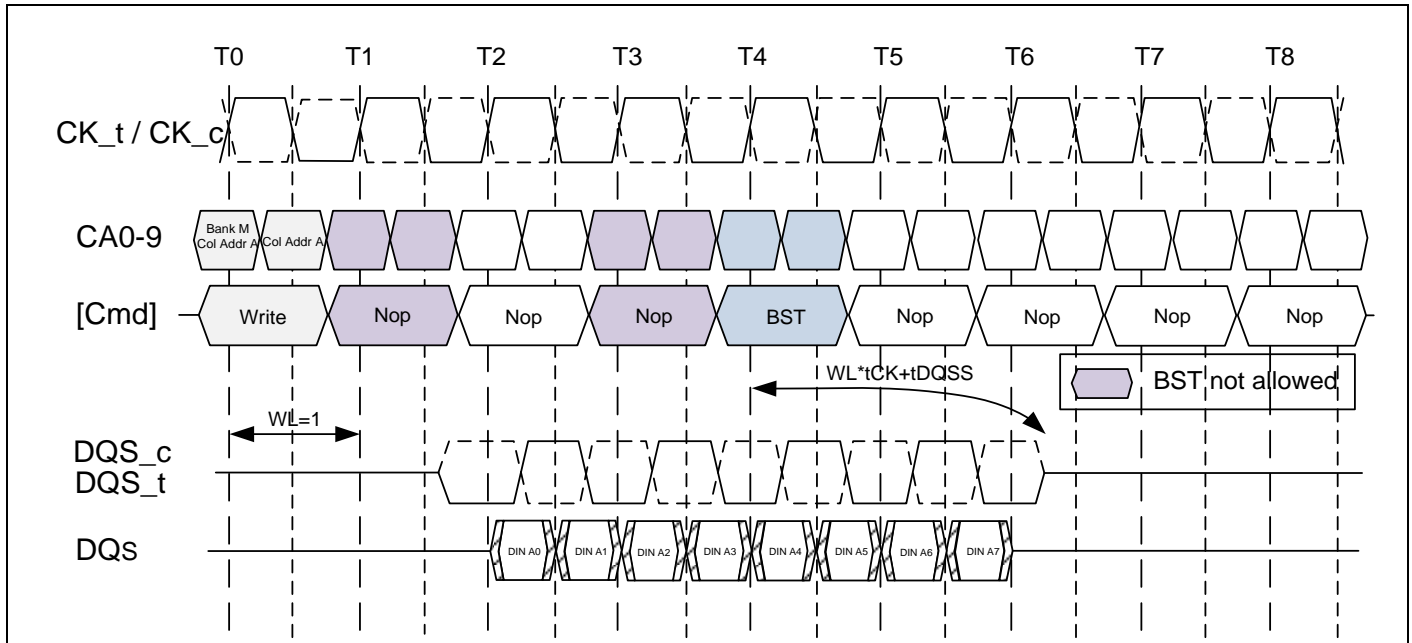 T0 T1 T2 T3 T4 T5 T6 T7 T8
CK_t / CK_c
CA0-9
Bank M
Col Addr A
Col Addr A
[Cmd]
Write Nop Nop Nop BST Nop Nop Nop Nop
WL*tCK+tDQSS
BST not allowed
WL=1
DQS_c
DQS_t
DQs
DIN A0 DIN A1 DIN A2 DIN A3 DIN A4 DIN A5 DIN A6 DIN A7